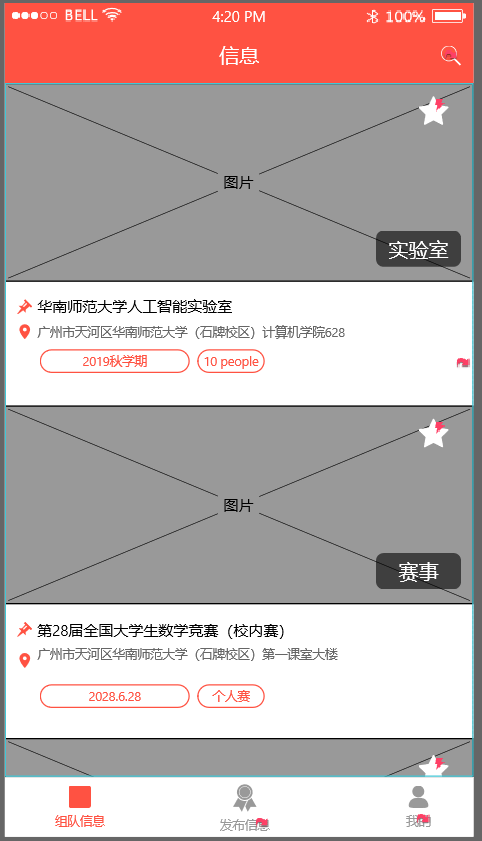 BELL 4:20 PM 100%
信息
图片
实验室
华南师范大学人工智能实验室
广州市天河区华南师范大学（石牌校区）计算机学院628
2019秋学期 10 people
图片
赛事
第28届全国大学生数学竞赛（校内赛）
广州市天河区华南师范大学（石牌校区）第一课室大楼
2028.6.28 个人赛
组队信息 发布信息 我的